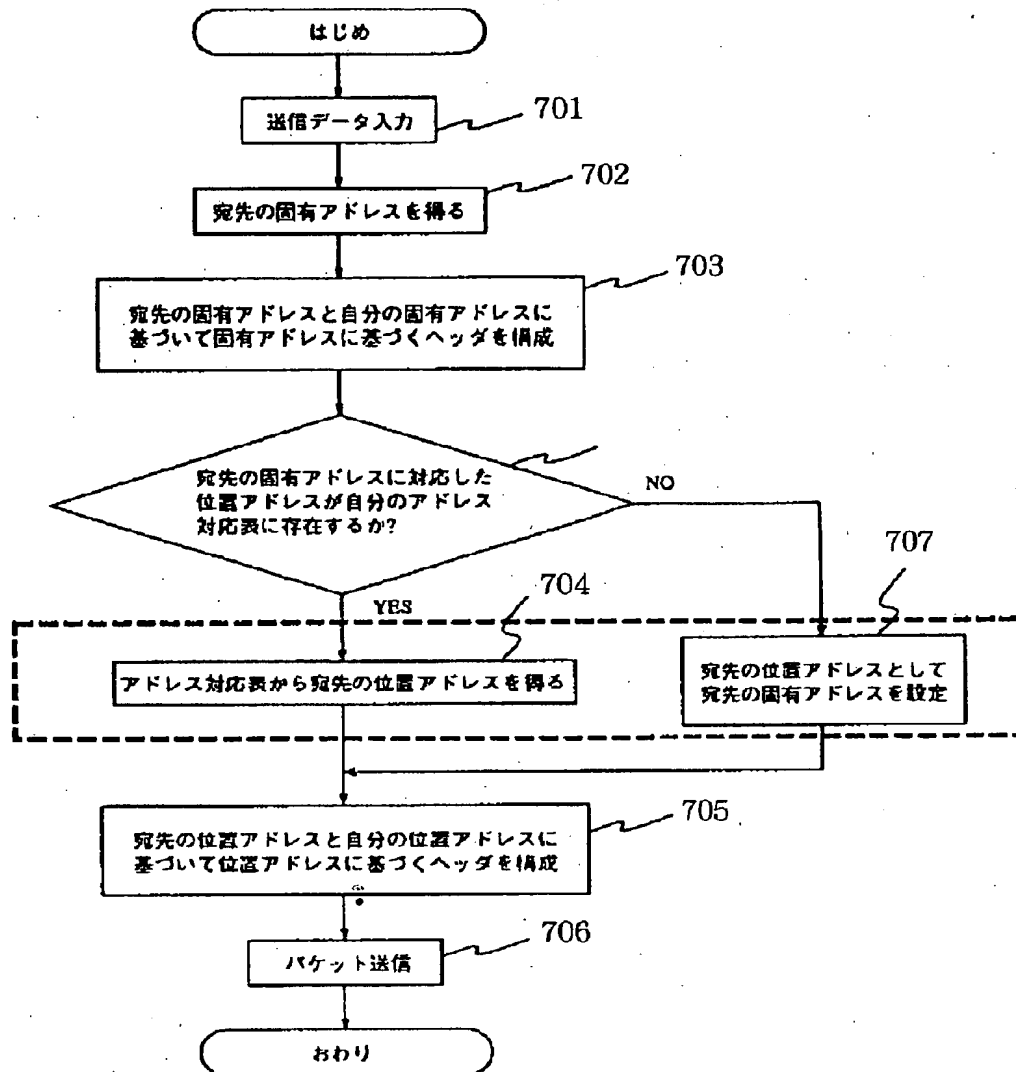 はじめ
送信データ入力
701
702
宛先の固有アドレスを得る
703
宛先の固有アドレスと自分の固有アドレスに
基づいて固有アドレスに基づくヘッダを構成
宛先の固有アドレスに対応した
位置アドレスが自分のアドレス
対応表に存在するか?
NO
YES
704
707
アドレス対応表から宛先の位置アドレスを得る
宛先の位置アドレスとして
宛先の固有アドレスを設定
705
宛先の位置アドレスと自分の位置アドレスに
基づいて位置アドレスに基づくヘッダを構成
706
パケット送信
おわり